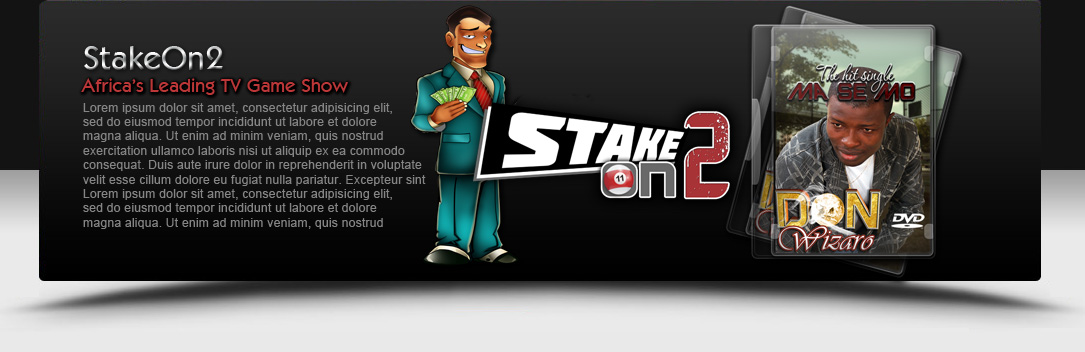 StakeOn2
Africa's Leading TV Game Show
Lorem ipsum dolor sit amet, consectetur adipisicing elit,
sed do eiusmod tempor incididunt ut labore et dolore
magna aliqua. Ut enim ad minim veniam, quis nostrud
exercitation ullamco laboris nisi ut aliquip ex ea commodo
consequat. Duis aute irure dolor in reprehenderit in voluptate
velit esse cillum dolore eu fugiat nulla pariatur. Excepteur sint
Lorem ipsum dolor sit amet, consectetur adipisicing elit,
sed do eiusmod tempor incididunt ut labore et dolore
magna aliqua. Ut enim ad minim veniam, quis nostrud
STAKE
on 2
11
The hit single
MA SE MO
DON
Wizaro
DVD